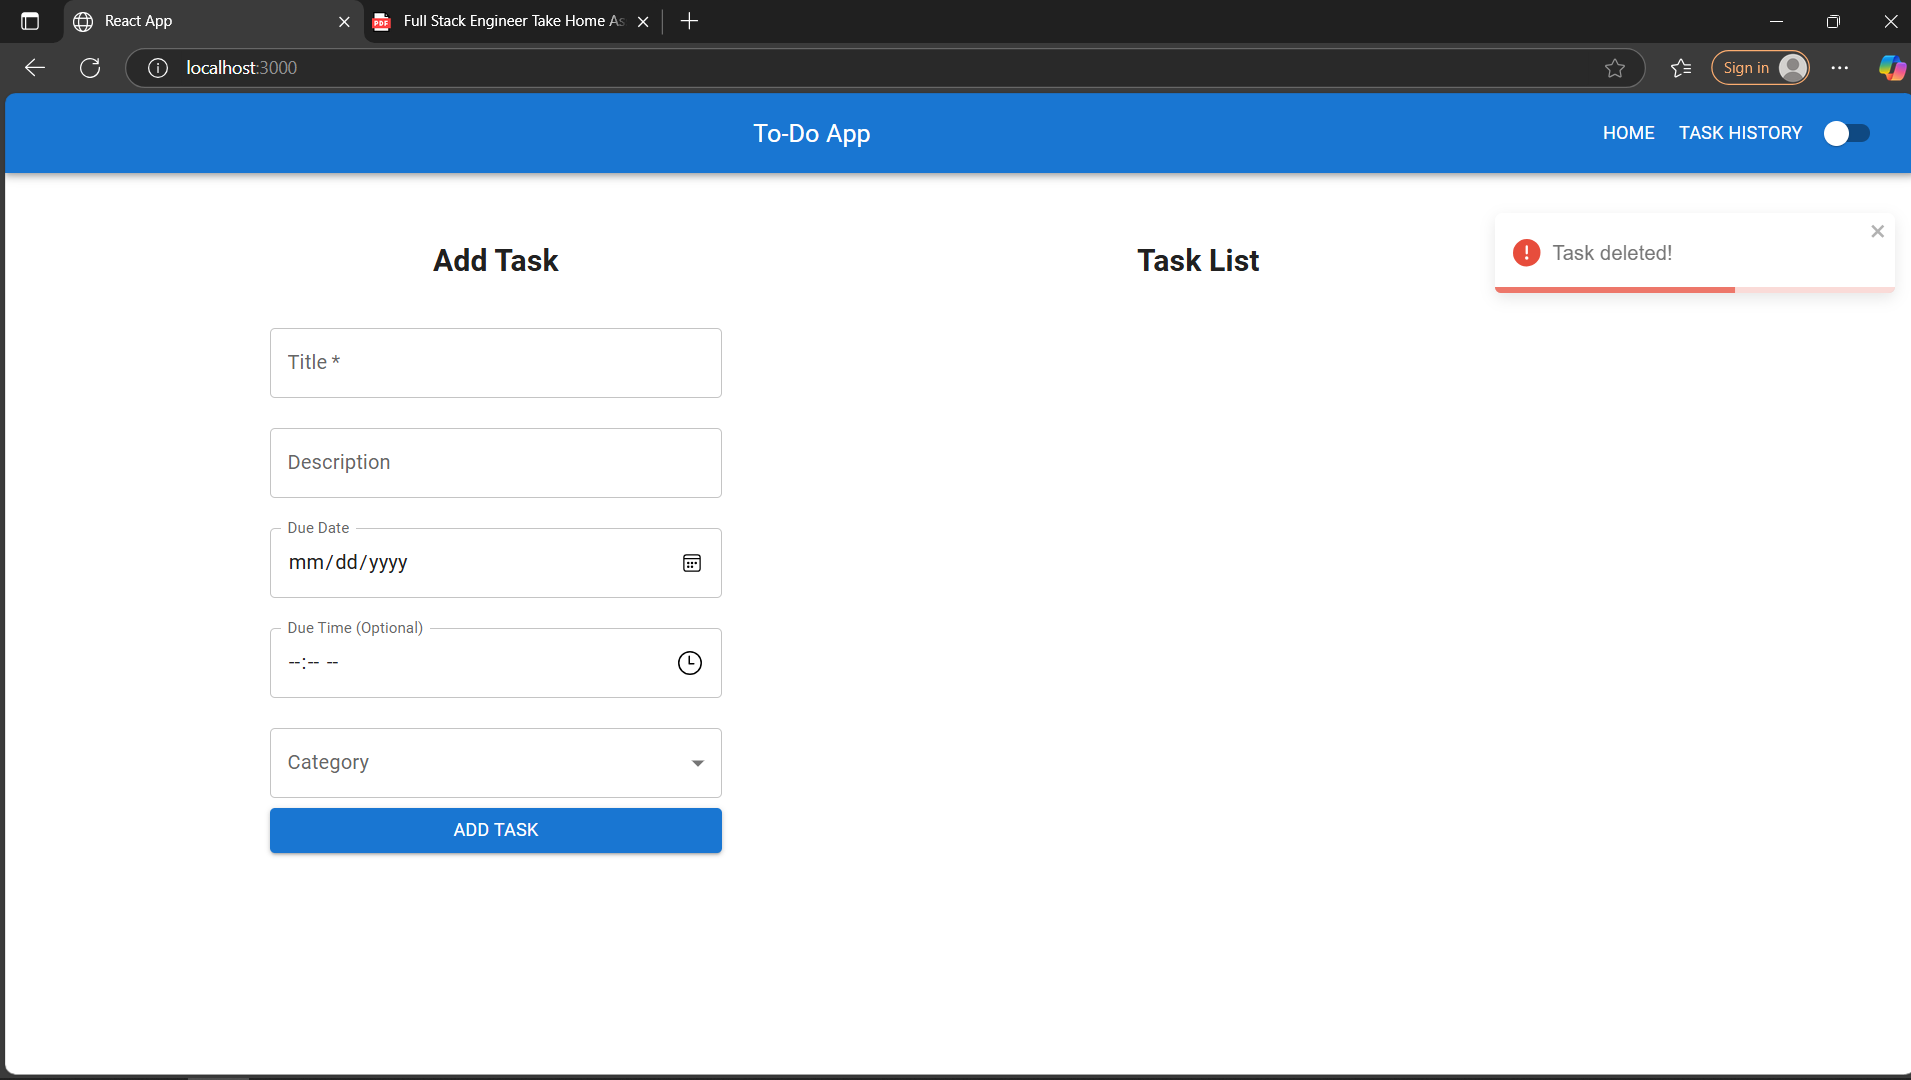 React App
Full Stack Engineer Take Home As
localhost:3000
Sign in
To-Do App
HOME
TASK HISTORY
Add Task
Task List
Task deleted!
Title *
Description
Due Date
mm/dd/yyyy
Due Time (Optional)
--:-- --
Category
ADD TASK